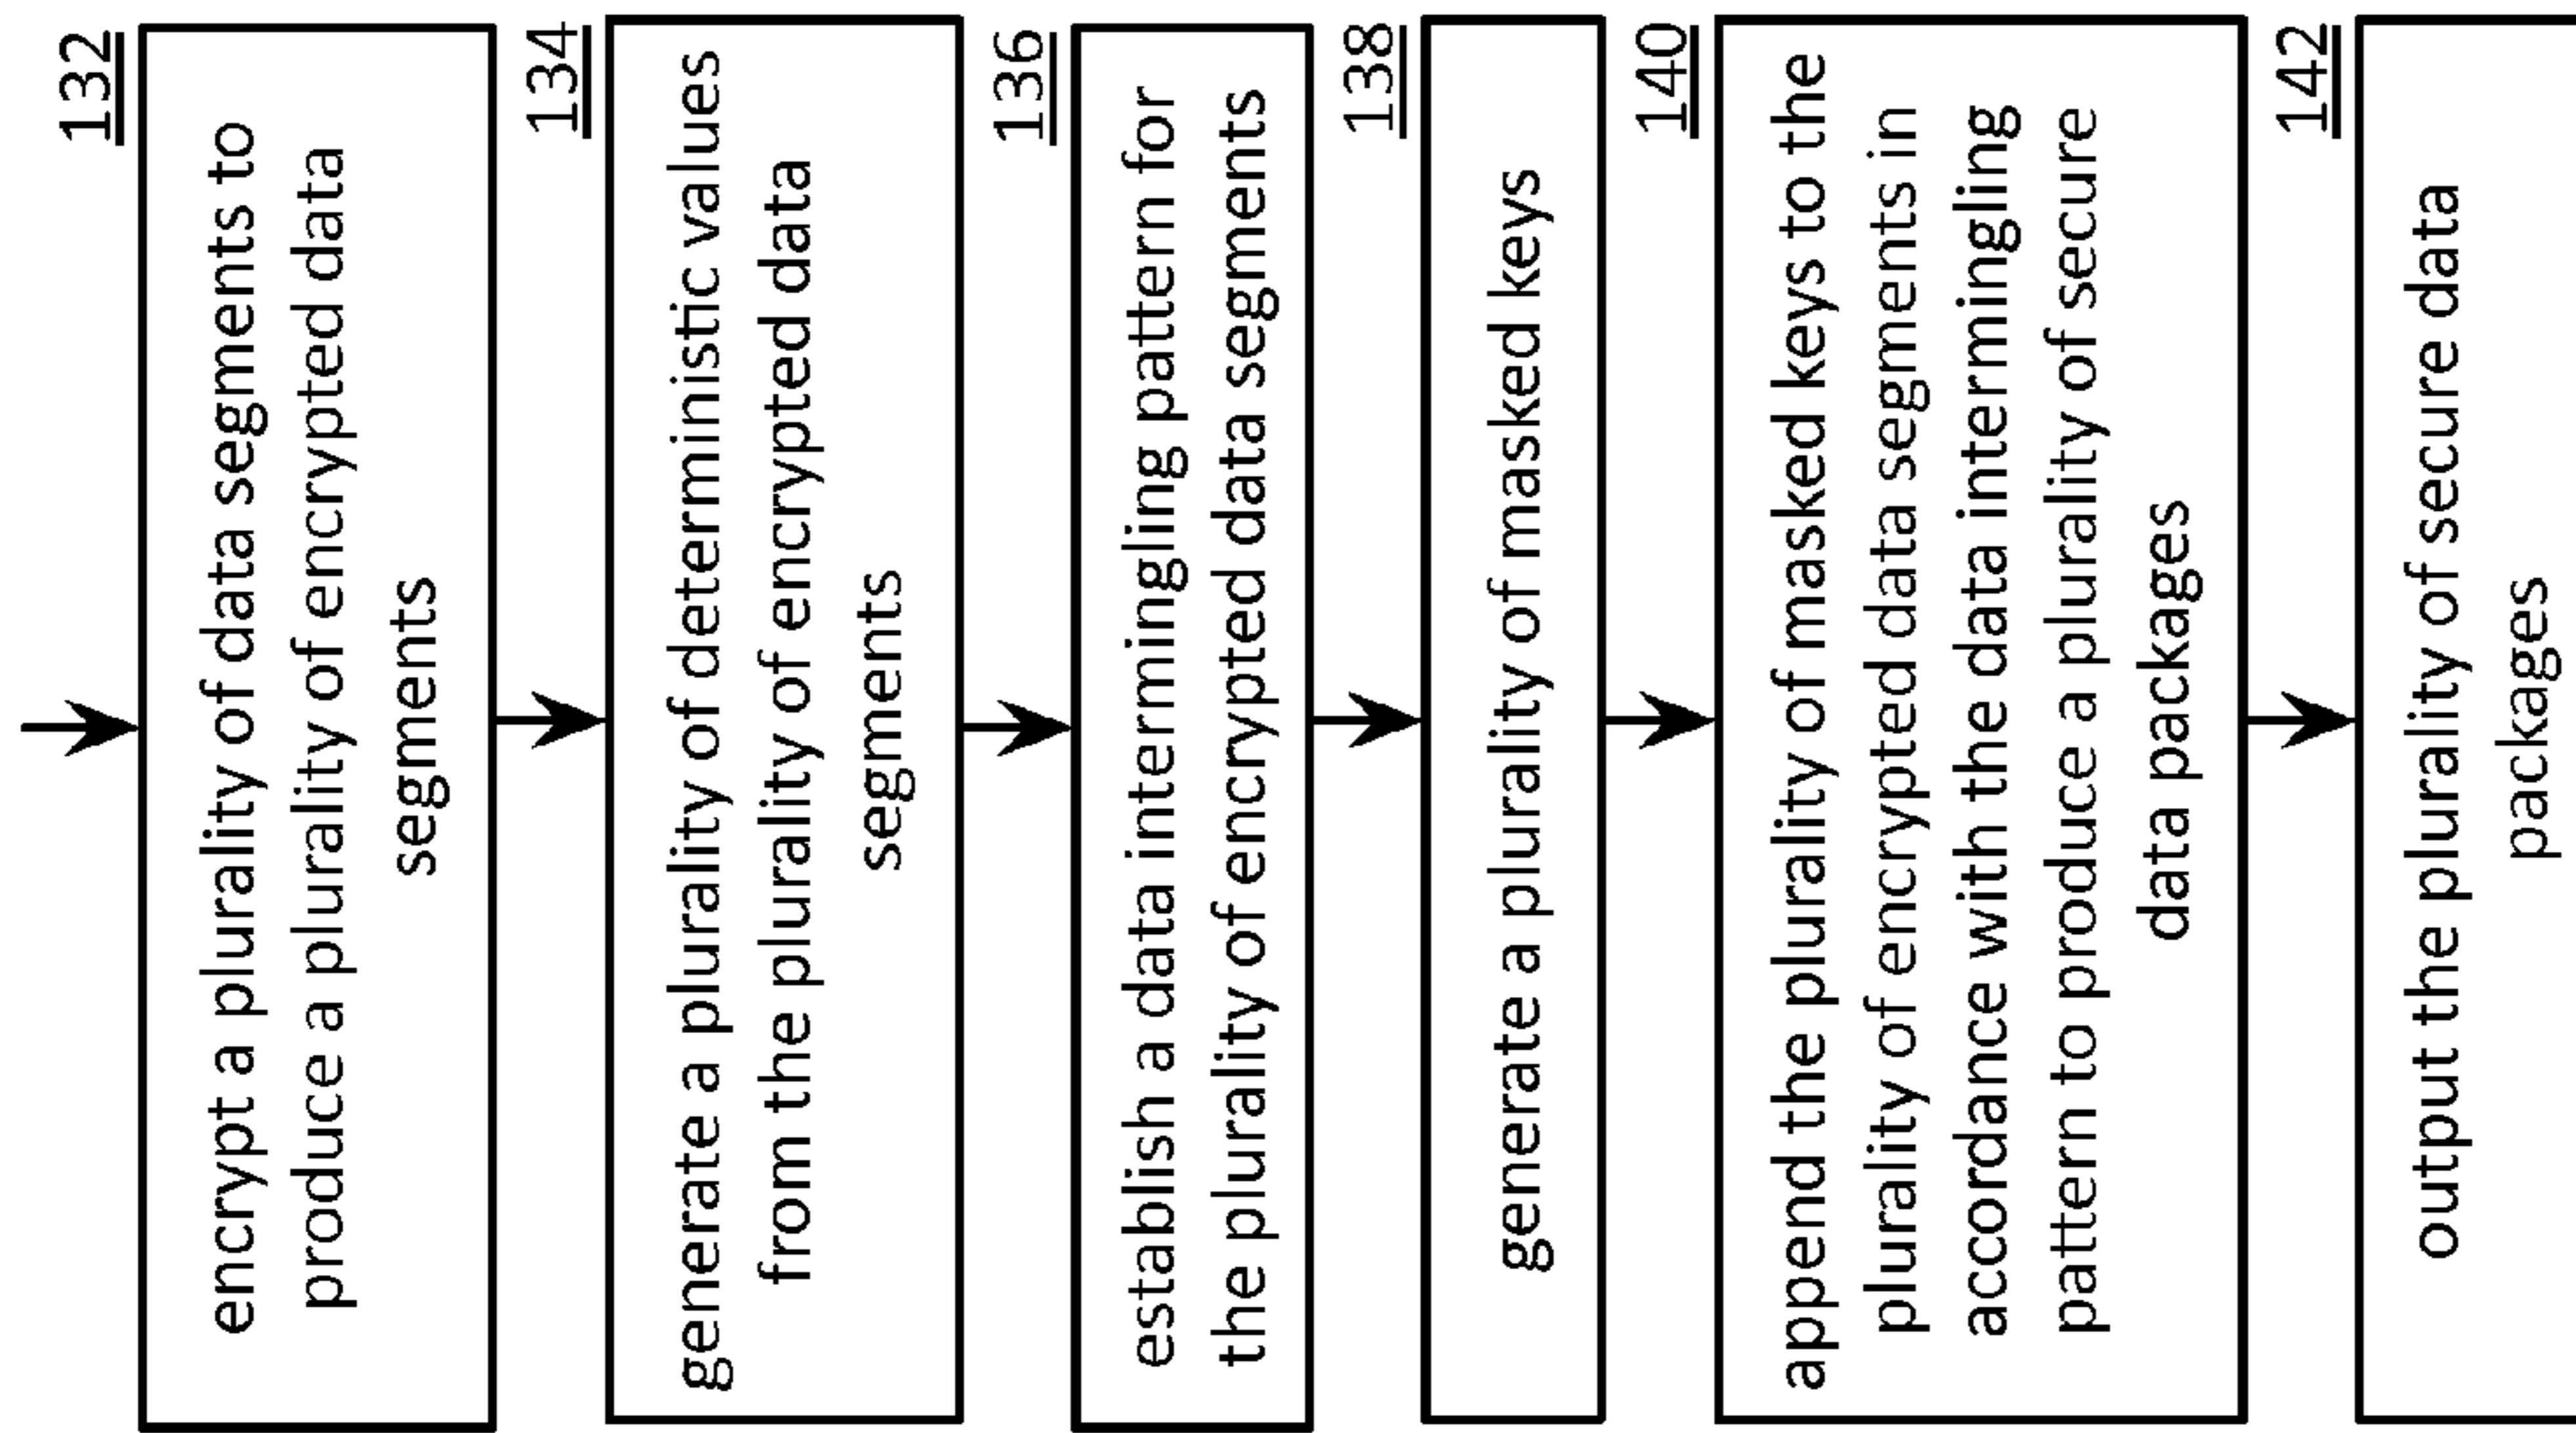 132
encrypt a plurality of data segments to
produce a plurality of encrypted data
segments
134
generate a plurality of deterministic values
from the plurality of encrypted data
segments
136
establish a data intermingling pattern for
the plurality of encrypted data segments
138
generate a plurality of masked keys
140
append the plurality of masked keys to the
plurality of encrypted data segments in
accordance with the data intermingling
pattern to produce a plurality of secure
data packages
142
output the plurality of secure data
packages